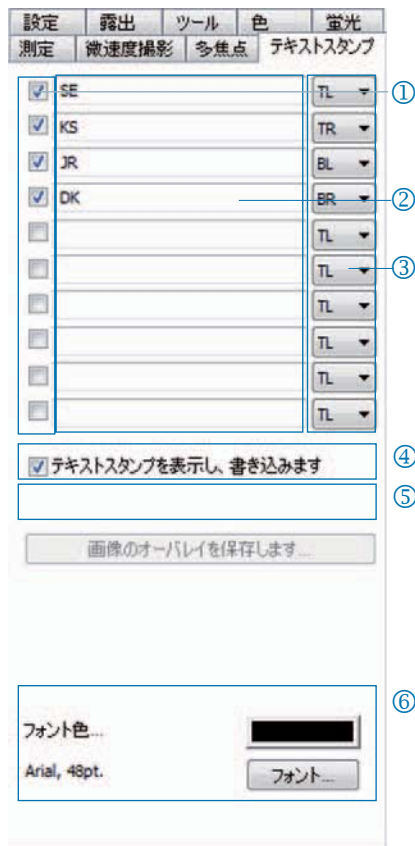 設定 露出 ツール 色 蛍光
測定 微速度撮影 多焦点 テキストスタンプ
SE TL ①
KS TR
JR BL
DK BR ②
TL
TL ③
TL
TL
TL
TL
テキストスタンプを表示し、書き込みます ④
⑤
画像のオーバレイを保存します...
⑥
フォント色...
Arial, 48pt. フォント...